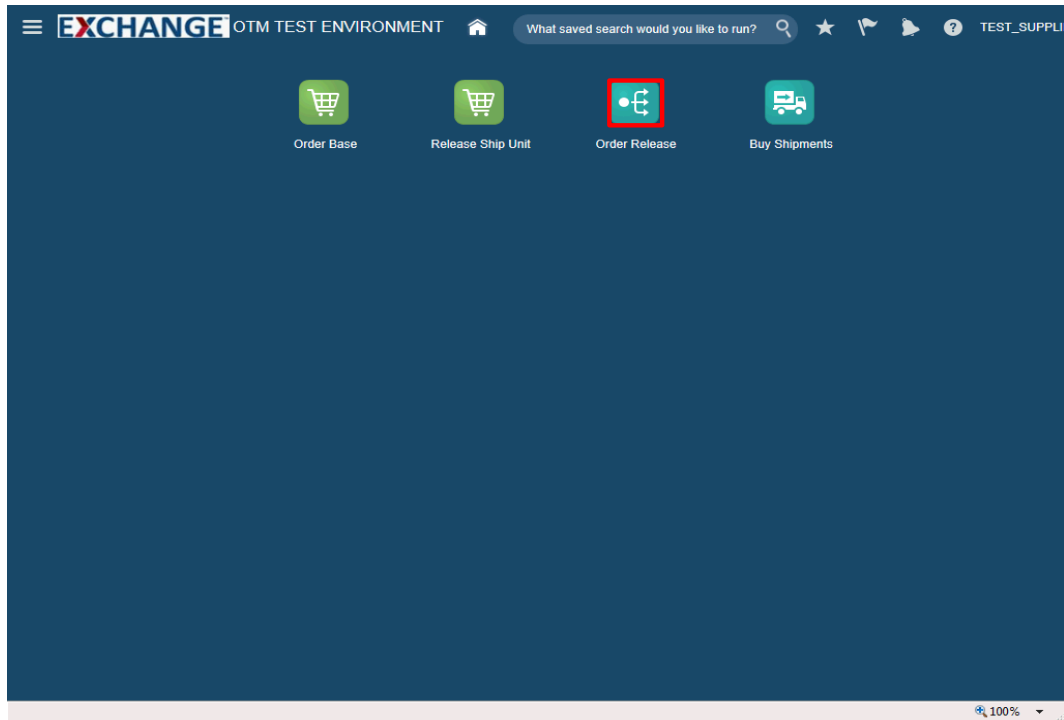 EXCHANGE OTM TEST ENVIRONMENT What saved search would you like to run? ? TEST_SUPPLI
Order Base Release Ship Unit Order Release Buy Shipments
100%